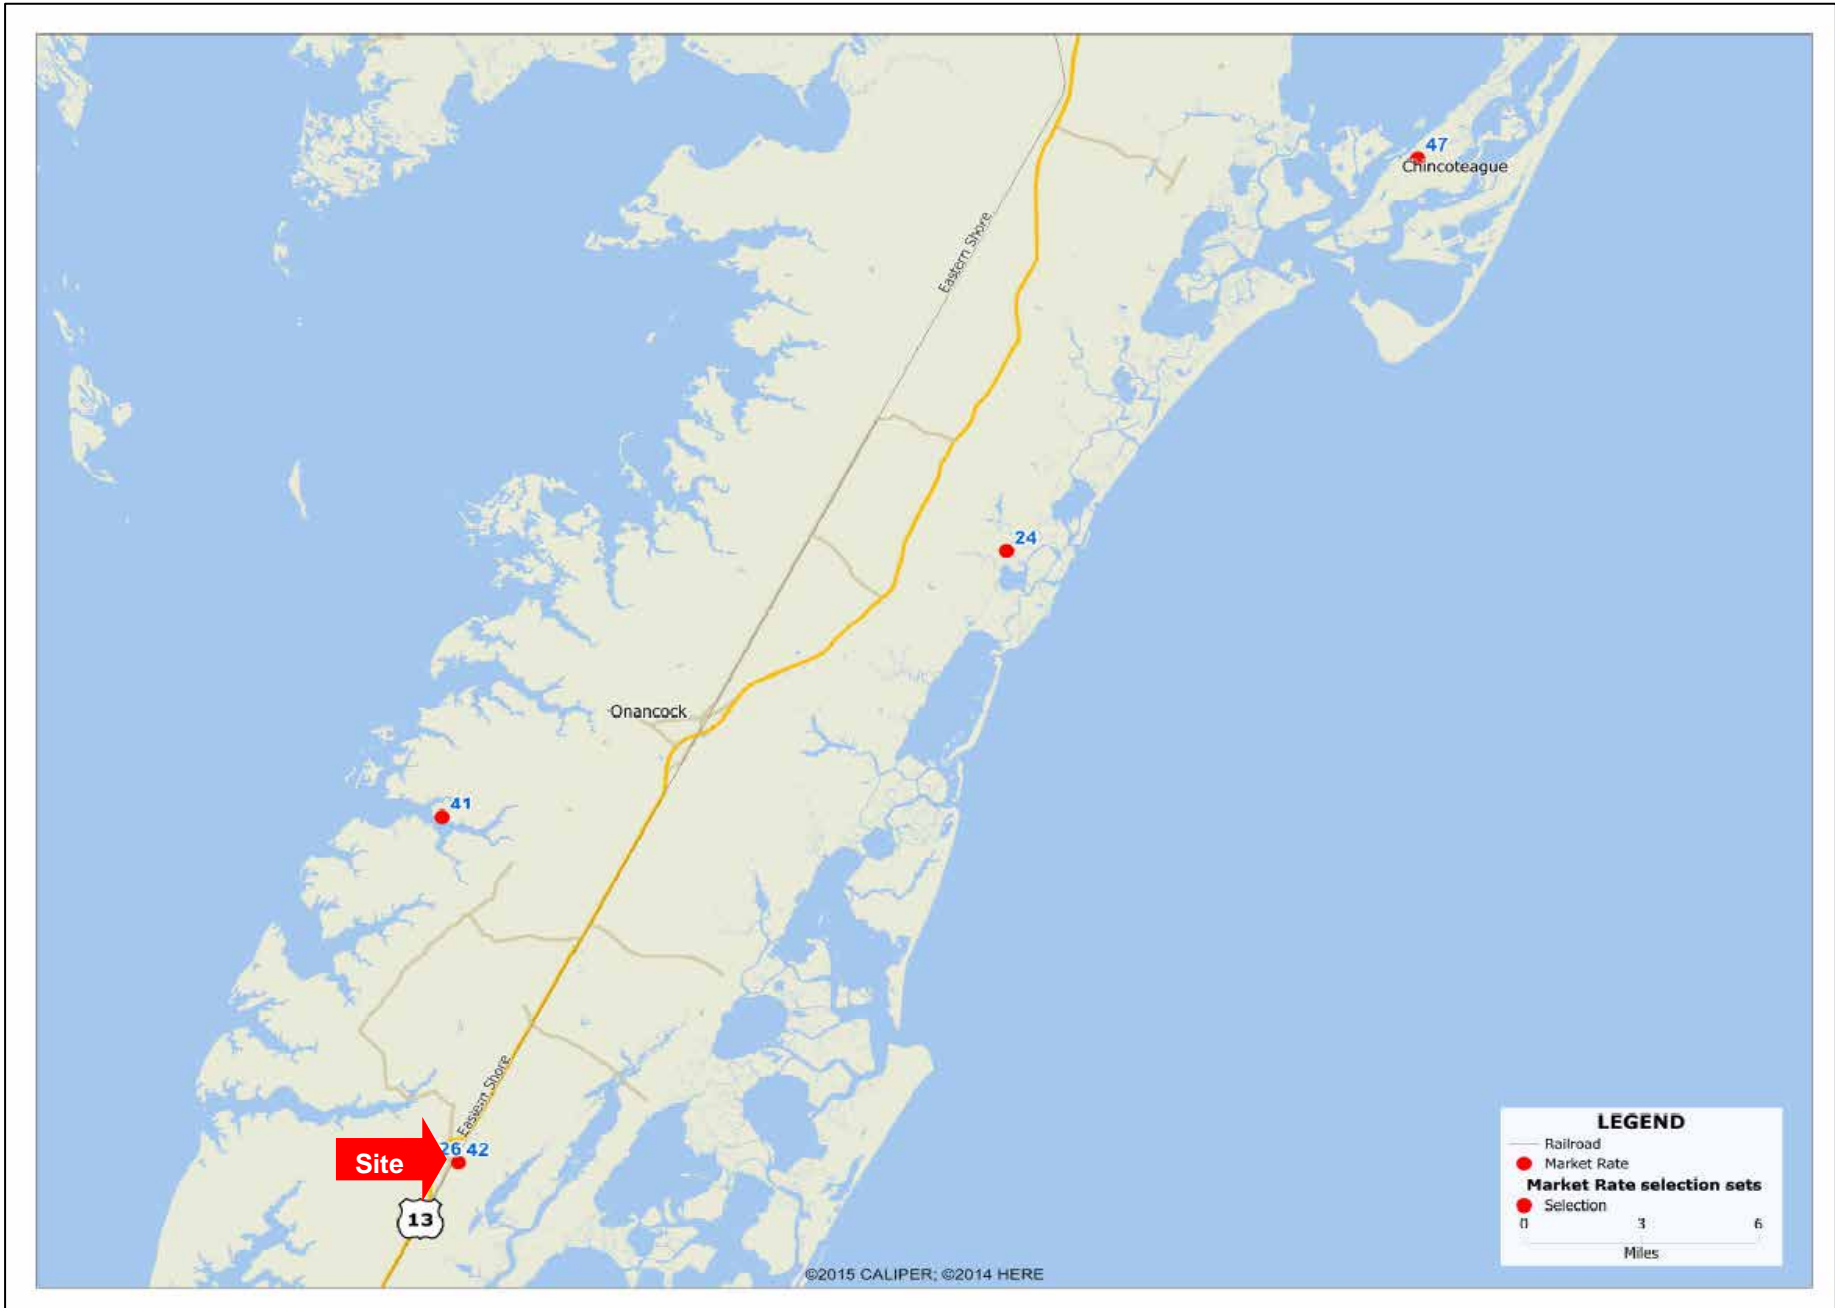 47
Chincoteague
Eastern Shore
24
Onancock
41
Eastern Shore
26 42
Site
13
LEGEND
Railroad
Market Rate
Market Rate selection sets
Selection
0 3 6
Miles
©2015 CALIPER; ©2014 HERE